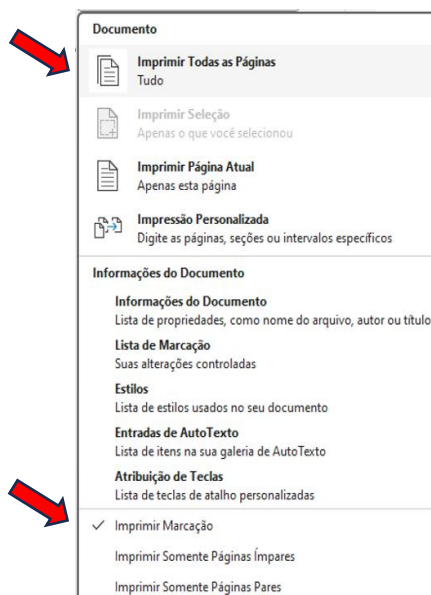 Documento
Imprimir Todas as Páginas
Tudo
Imprimir Seleção
Apenas o que você selecionou
Imprimir Página Atual
Apenas esta página
Impressão Personalizada
Digite as páginas, seções ou intervalos específicos
Informações do Documento
Informações do Documento
Lista de propriedades, como nome do arquivo, autor ou título
Lista de Marcação
Suas alterações controladas
Estilos
Lista de estilos usados no seu documento
Entradas de AutoTexto
Lista de itens na sua galeria de AutoTexto
Atribuição de Teclas
Lista de teclas de atalho personalizadas
Imprimir Marcação
Imprimir Somente Páginas Ímpares
Imprimir Somente Páginas Pares